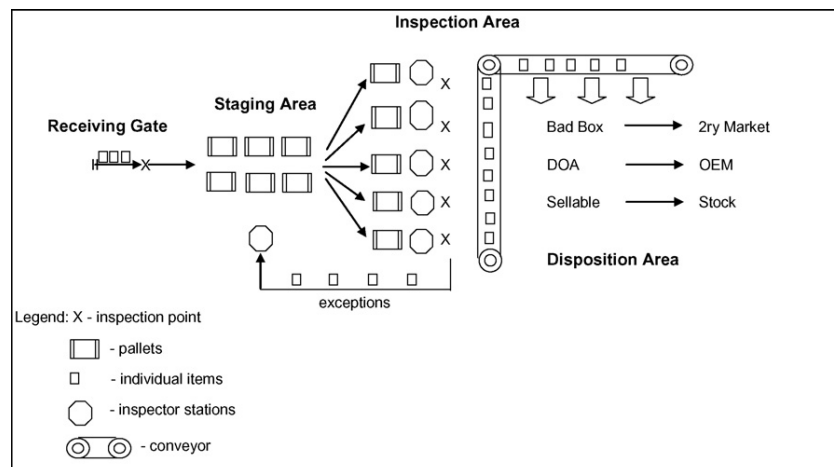 Inspection Area
Staging Area
Receiving Gate
X
X
X
X
X
X
Bad Box 2ry Market
DOA OEM
Sellable Stock
Disposition Area
exceptions
Legend: X - inspection point
- pallets
- individual items
- inspector stations
- conveyor